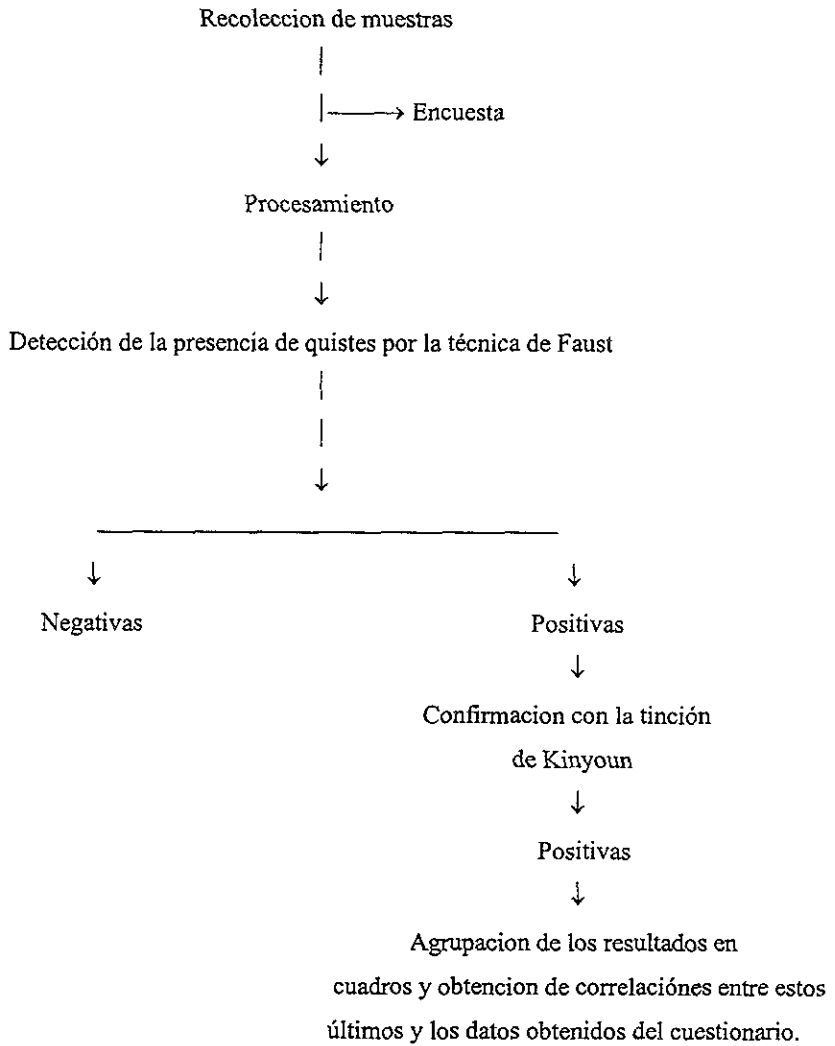 Recoleccion de muestras
Encuesta
Procesamiento
Detección de la presencia de quistes por la técnica de Faust
Negativas
Positivas
Confirmacion con la tinción
de Kinyoun
Positivas
Agrupacion de los resultados en
cuadros y obtencion de correlaciónes entre estos
últimos y los datos obtenidos del cuestionario.